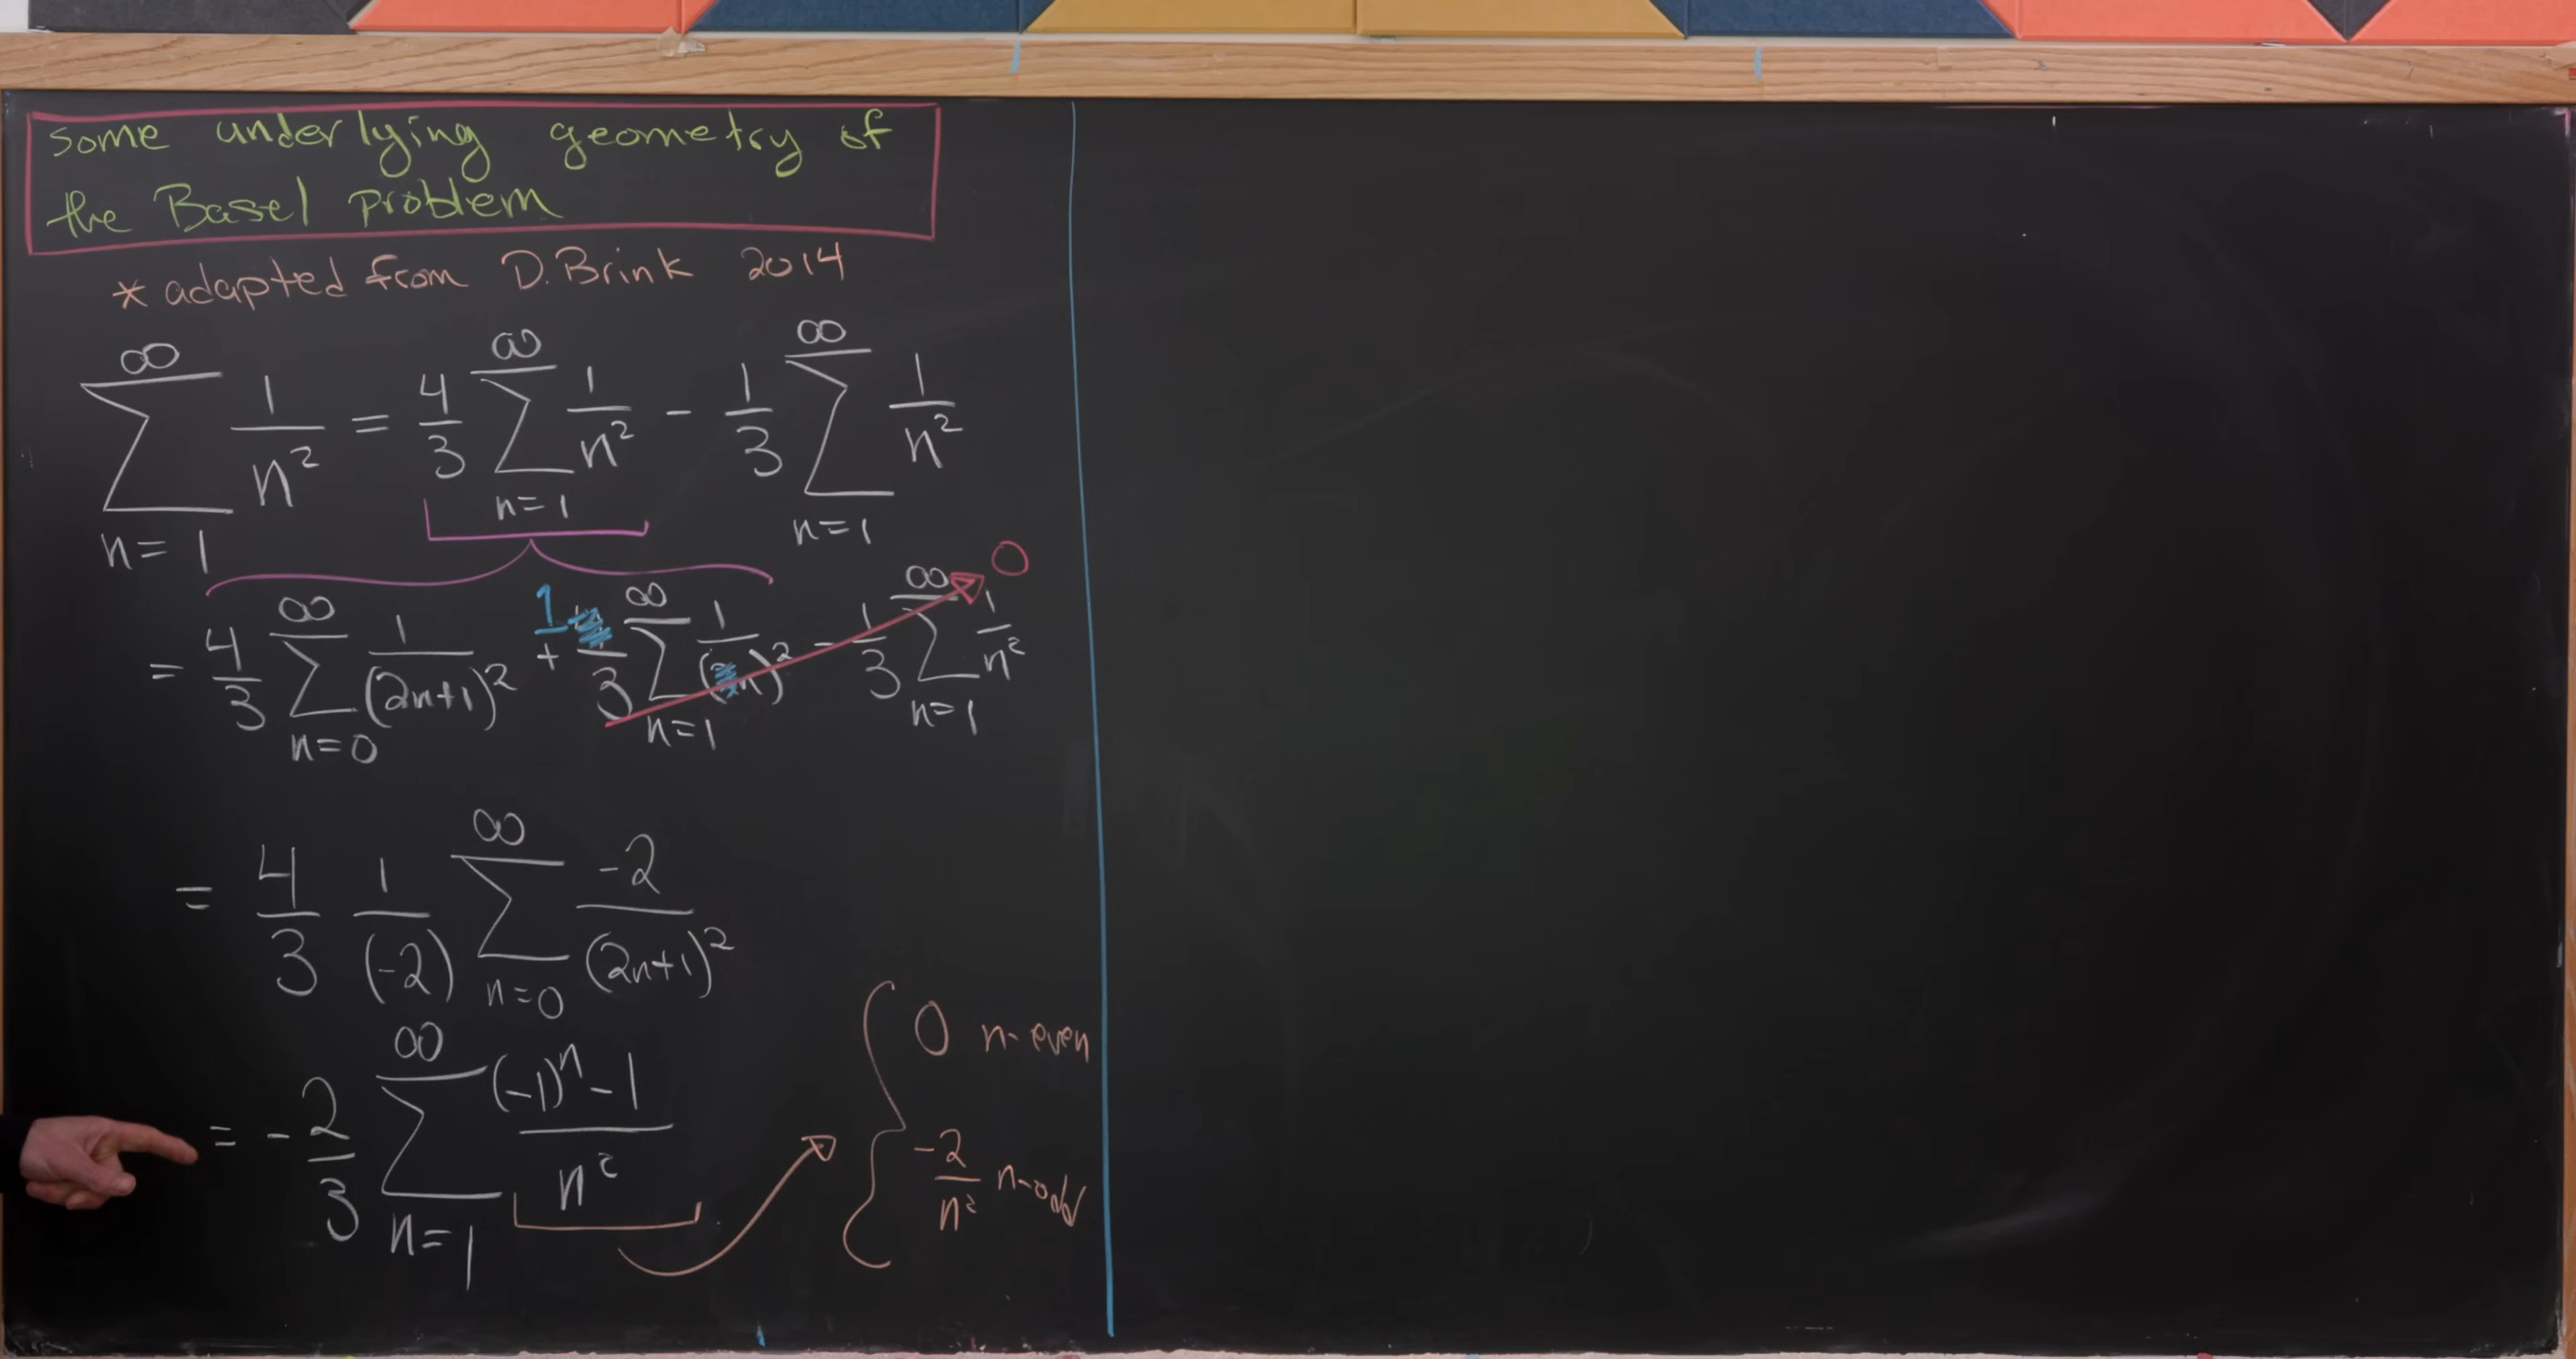 some underlying geometry of
the Basel problem
* adapted from D. Brink 2014
∑_{n=1}^{∞} 1/n² = 4/3 ∑_{n=1}^{∞} 1/n² - 1/3 ∑_{n=1}^{∞} 1/n²
= 4/3 ∑_{n=0}^{∞} 1/(2n+1)² + 1/3 ∑_{n=1}^{∞} 1/(n)² - 1/3 ∑_{n=1}^{∞} 1/n² → 0
= 4/3 1/(-2) ∑_{n=0}^{∞} -2/(2n+1)²
= -2/3 ∑_{n=1}^{∞} ((-1)ⁿ-1)/n²
0 n-even
-2/n² n-odd